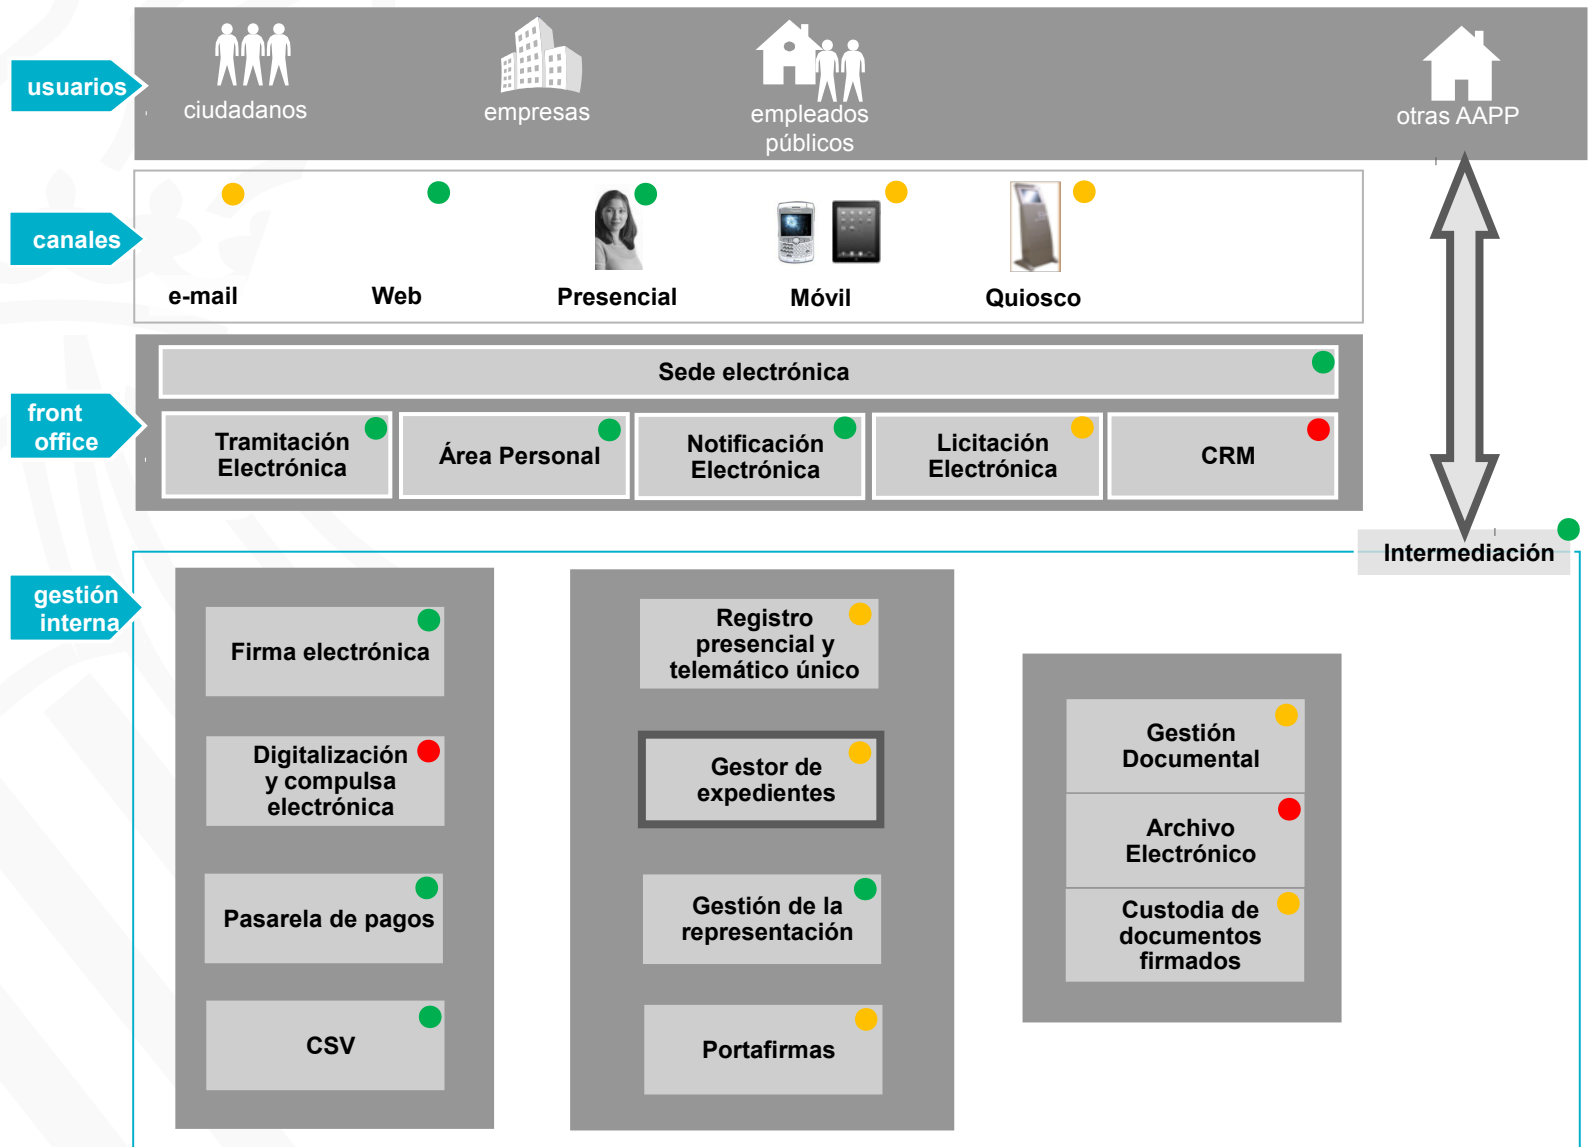 usuarios
ciudadanos
empresas
empleados
públicos
otras AAPP
canales
e-mail
Web
Presencial
Móvil
Quiosco
front
office
Sede electrónica
Tramitación
Electrónica
Área Personal
Notificación
Electrónica
Licitación
Electrónica
CRM
Intermediación
gestión
interna
Firma electrónica
Digitalización
y compulsa
electrónica
Pasarela de pagos
CSV
Registro
presencial y
telemático único
Gestor de
expedientes
Gestión de la
representación
Portafirmas
Gestión
Documental
Archivo
Electrónico
Custodia de
documentos
firmados